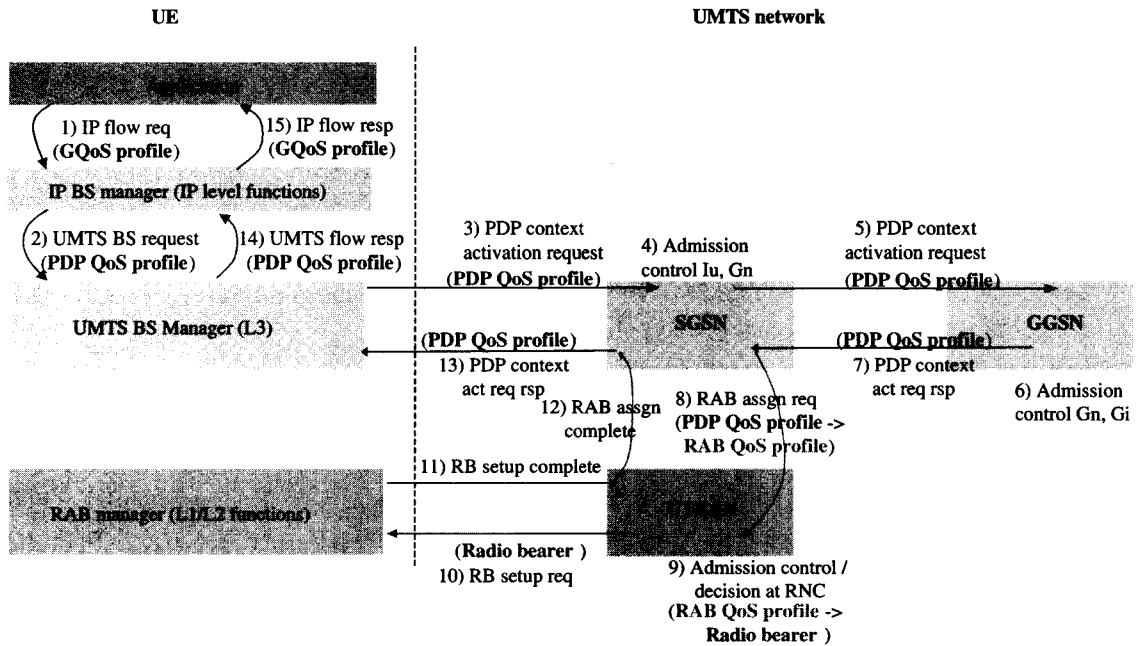 UE
UMTS network
Application
1) IP flow req
(GQoS profile)
15) IP flow resp
(GQoS profile)
IP BS manager (IP level functions)
2) UMTS BS request
(PDP QoS profile)
14) UMTS flow resp
(PDP QoS profile)
3) PDP context
activation request
(PDP QoS profile)
4) Admission
control Iu, Gn
5) PDP context
activation request
(PDP QoS profile)
UMTS BS Manager (L3)
SGSN
GGSN
(PDP QoS profile)
13) PDP context
act req rsp
(PDP QoS profile)
7) PDP context
act req rsp
6) Admission
control Gn, Gi
12) RAB assgn
complete
8) RAB assgn req
(PDP QoS profile ->
RAB QoS profile)
11) RB setup complete
RAB manager (L1/L2 functions)
(Radio bearer )
10) RB setup req
9) Admission control /
decision at RNC
(RAB QoS profile ->
Radio bearer )